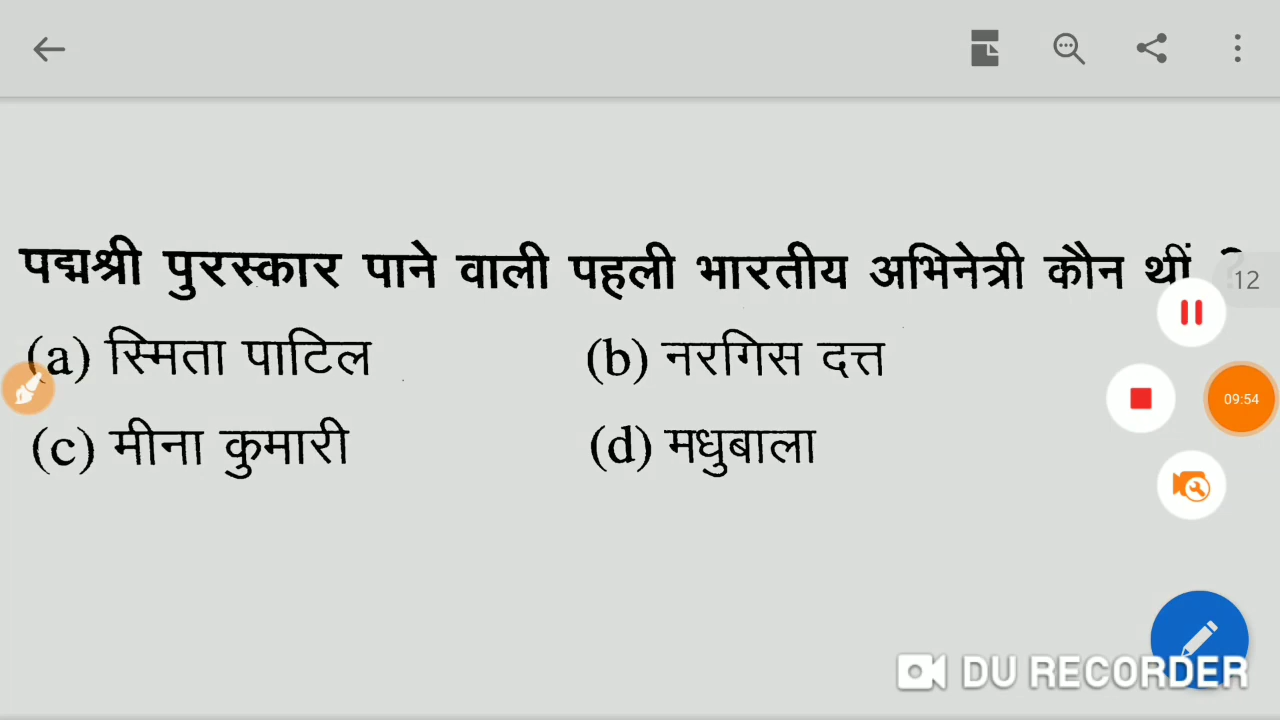 पद्मश्री पुरस्कार पाने वाली पहली भारतीय अभिनेत्री कौन थीं ?
12
(a) स्मिता पाटिल (b) नरगिस दत्त
09:54
(c) मीना कुमारी (d) मधुबाला
DU RECORDER